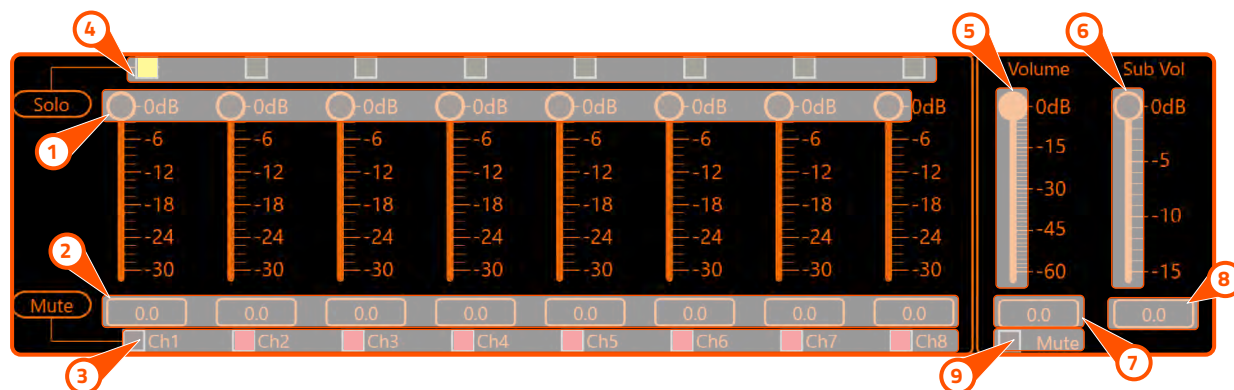 4 5 6
Volume Sub Vol
Solo
0dB 0dB 0dB 0dB 0dB 0dB 0dB 0dB 0dB 0dB
1
-6 -6 -6 -6 -6 -6 -6 -6 -15 -5
-12 -12 -12 -12 -12 -12 -12 -12 -30
-18 -18 -18 -18 -18 -18 -18 -18 -10
-24 -24 -24 -24 -24 -24 -24 -24 -45
-30 -30 -30 -30 -30 -30 -30 -30 -60 -15
2 8
Mute
0.0 0.0 0.0 0.0 0.0 0.0 0.0 0.0 0.0 0.0
Ch1 Ch2 Ch3 Ch4 Ch5 Ch6 Ch7 Ch8 Mute
3 9 7